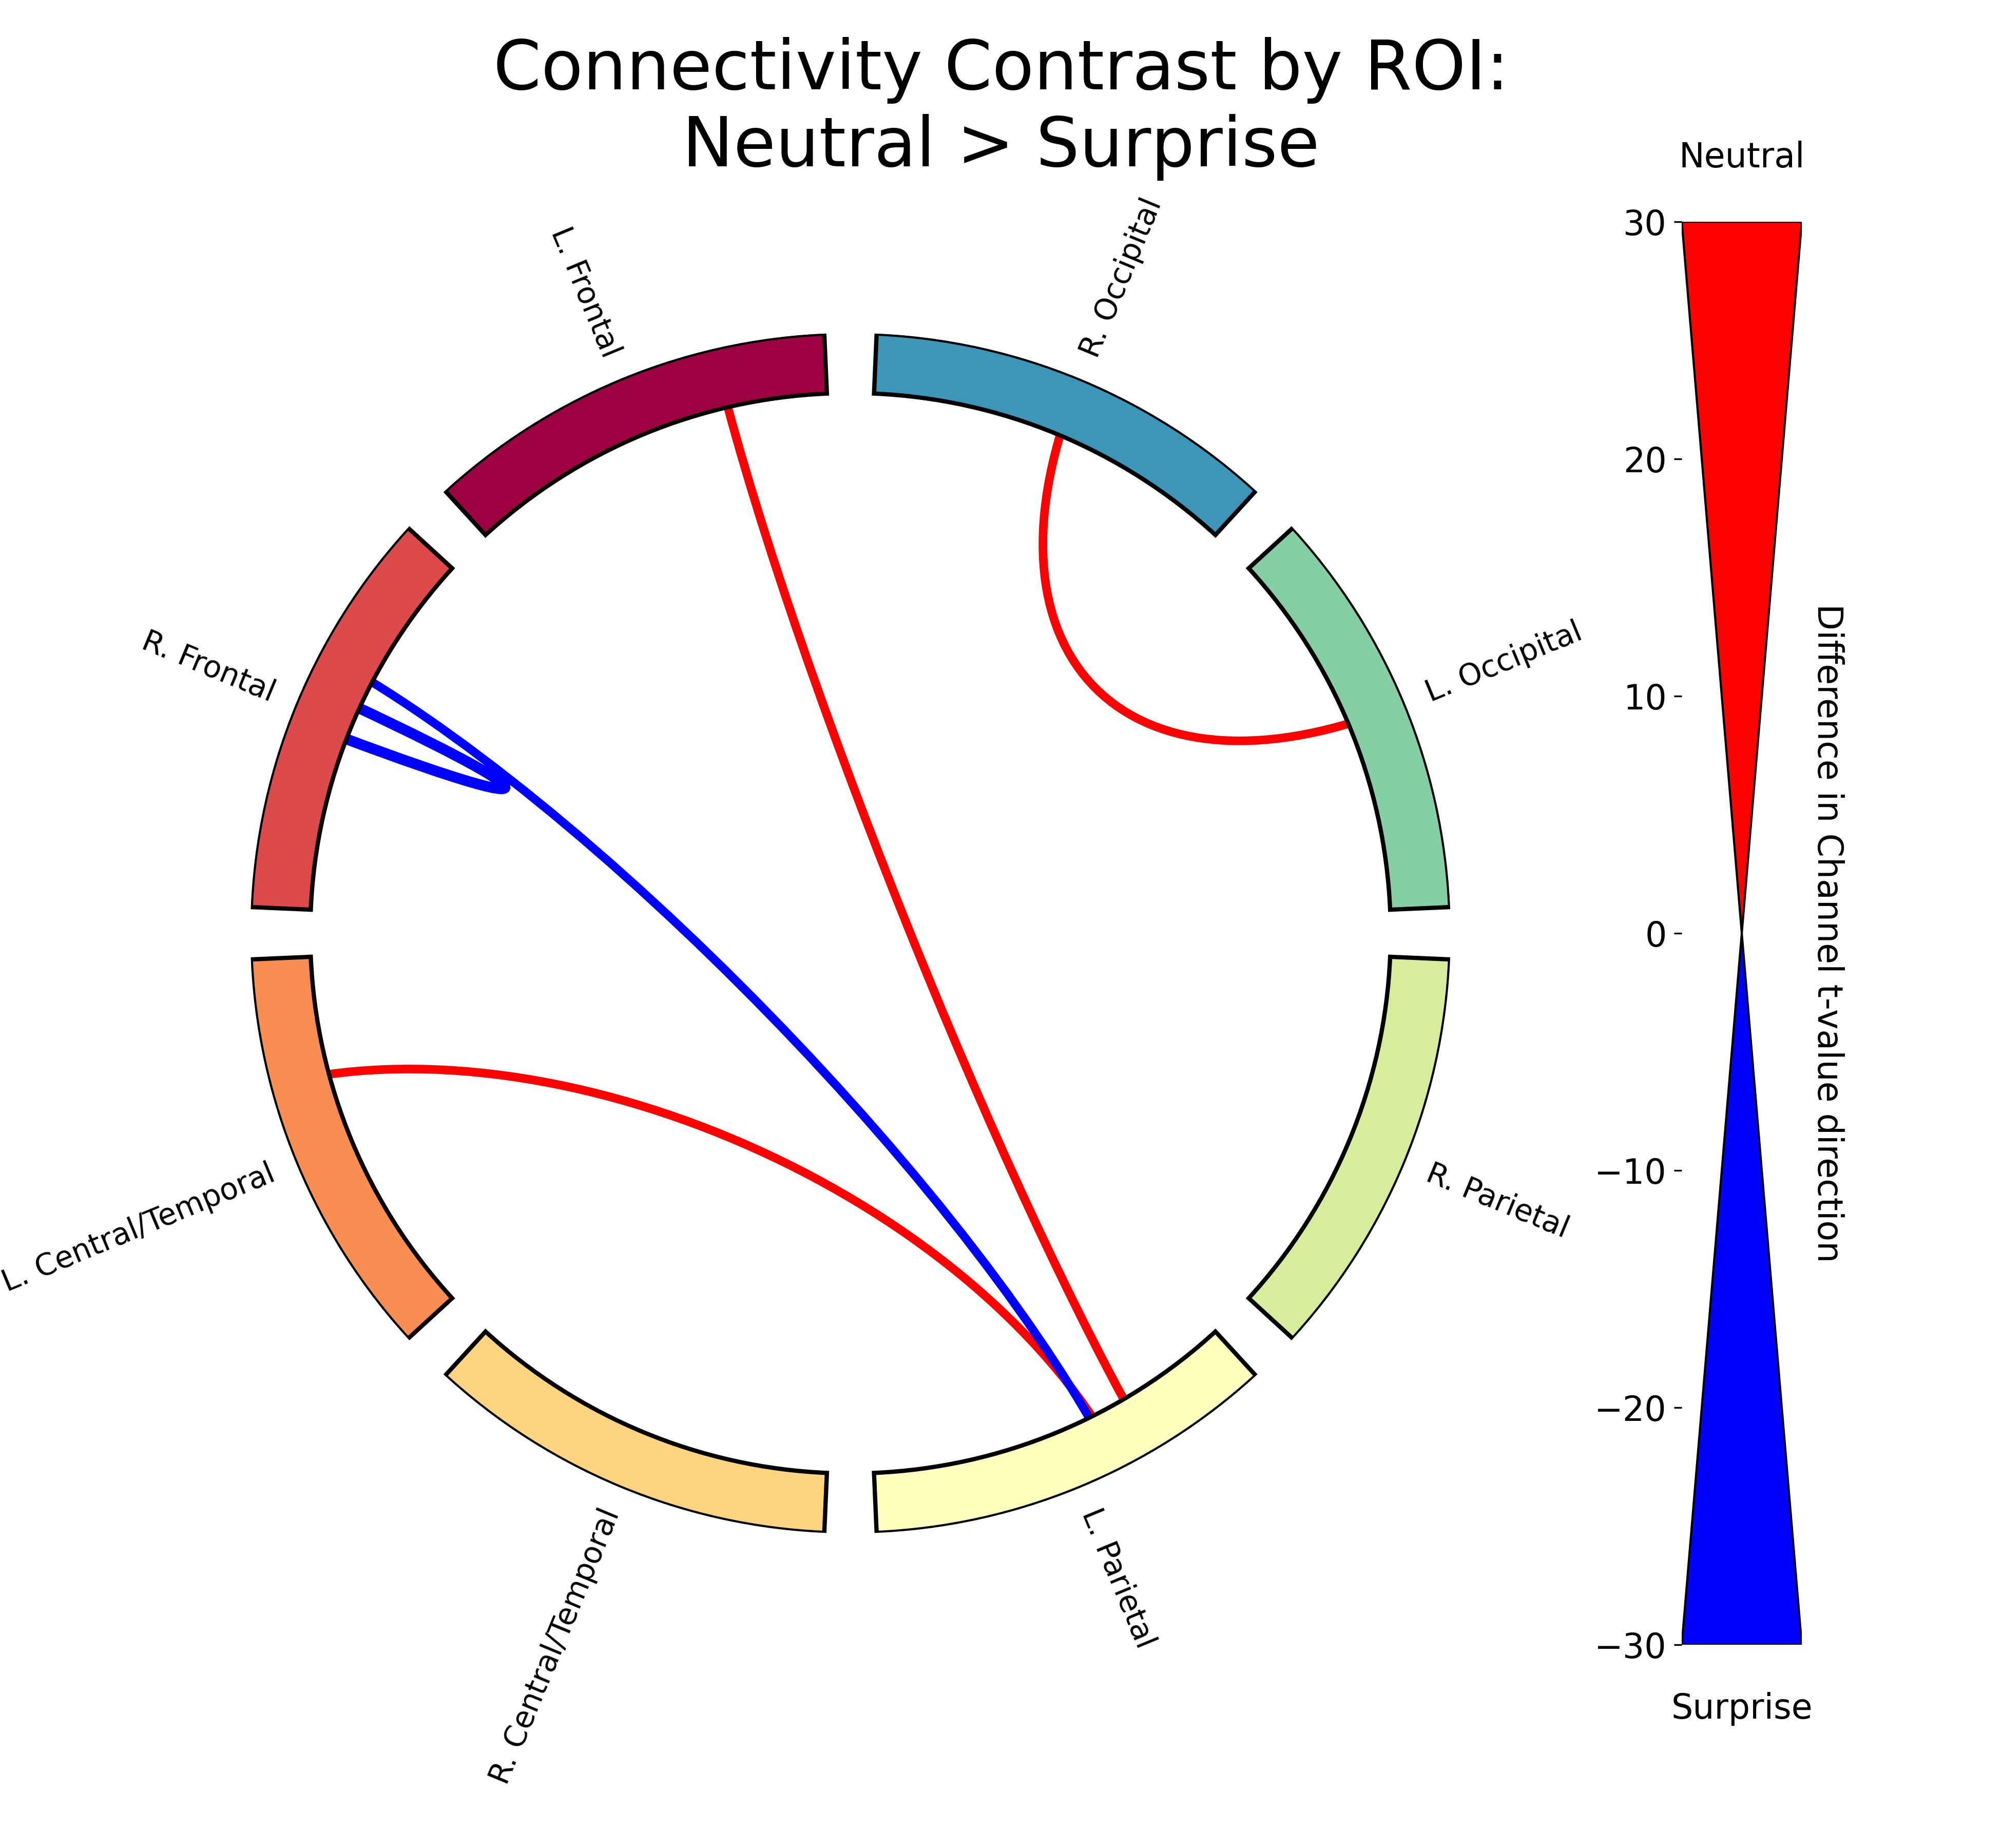 Connectivity Contrast by ROI:
Neutral > Surprise
Neutral
L. Frontal
R. Occipital
R. Frontal
L. Occipital
L. Central/Temporal
R. Parietal
R. Central/Temporal
L. Parietal
30
20
10
0
−10
−20
−30
Difference in Channel t-value direction
Surprise